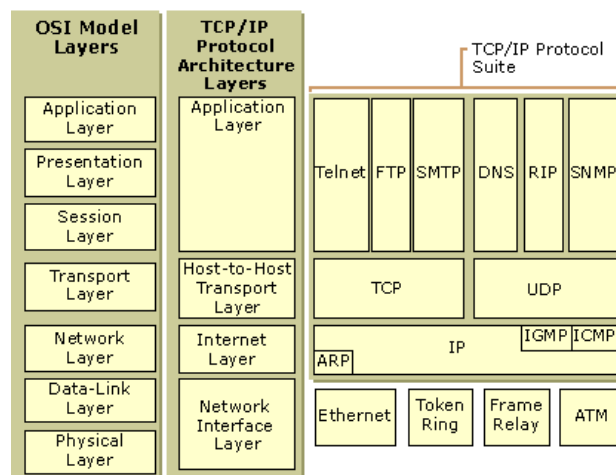 OSI Model
Layers
Application
Layer
Presentation
Layer
Session
Layer
Transport
Layer
Network
Layer
Data-Link
Layer
Physical
Layer
TCP/IP
Protocol
Architecture
Layers
Application
Layer
Host-to-Host
Transport
Layer
Internet
Layer
Network
Interface
Layer
TCP/IP Protocol
Suite
Telnet FTP SMTP DNS RIP SNMP
TCP UDP
IGMP ICMP
IP
ARP
Ethernet
Token
Ring
Frame
Relay
ATM